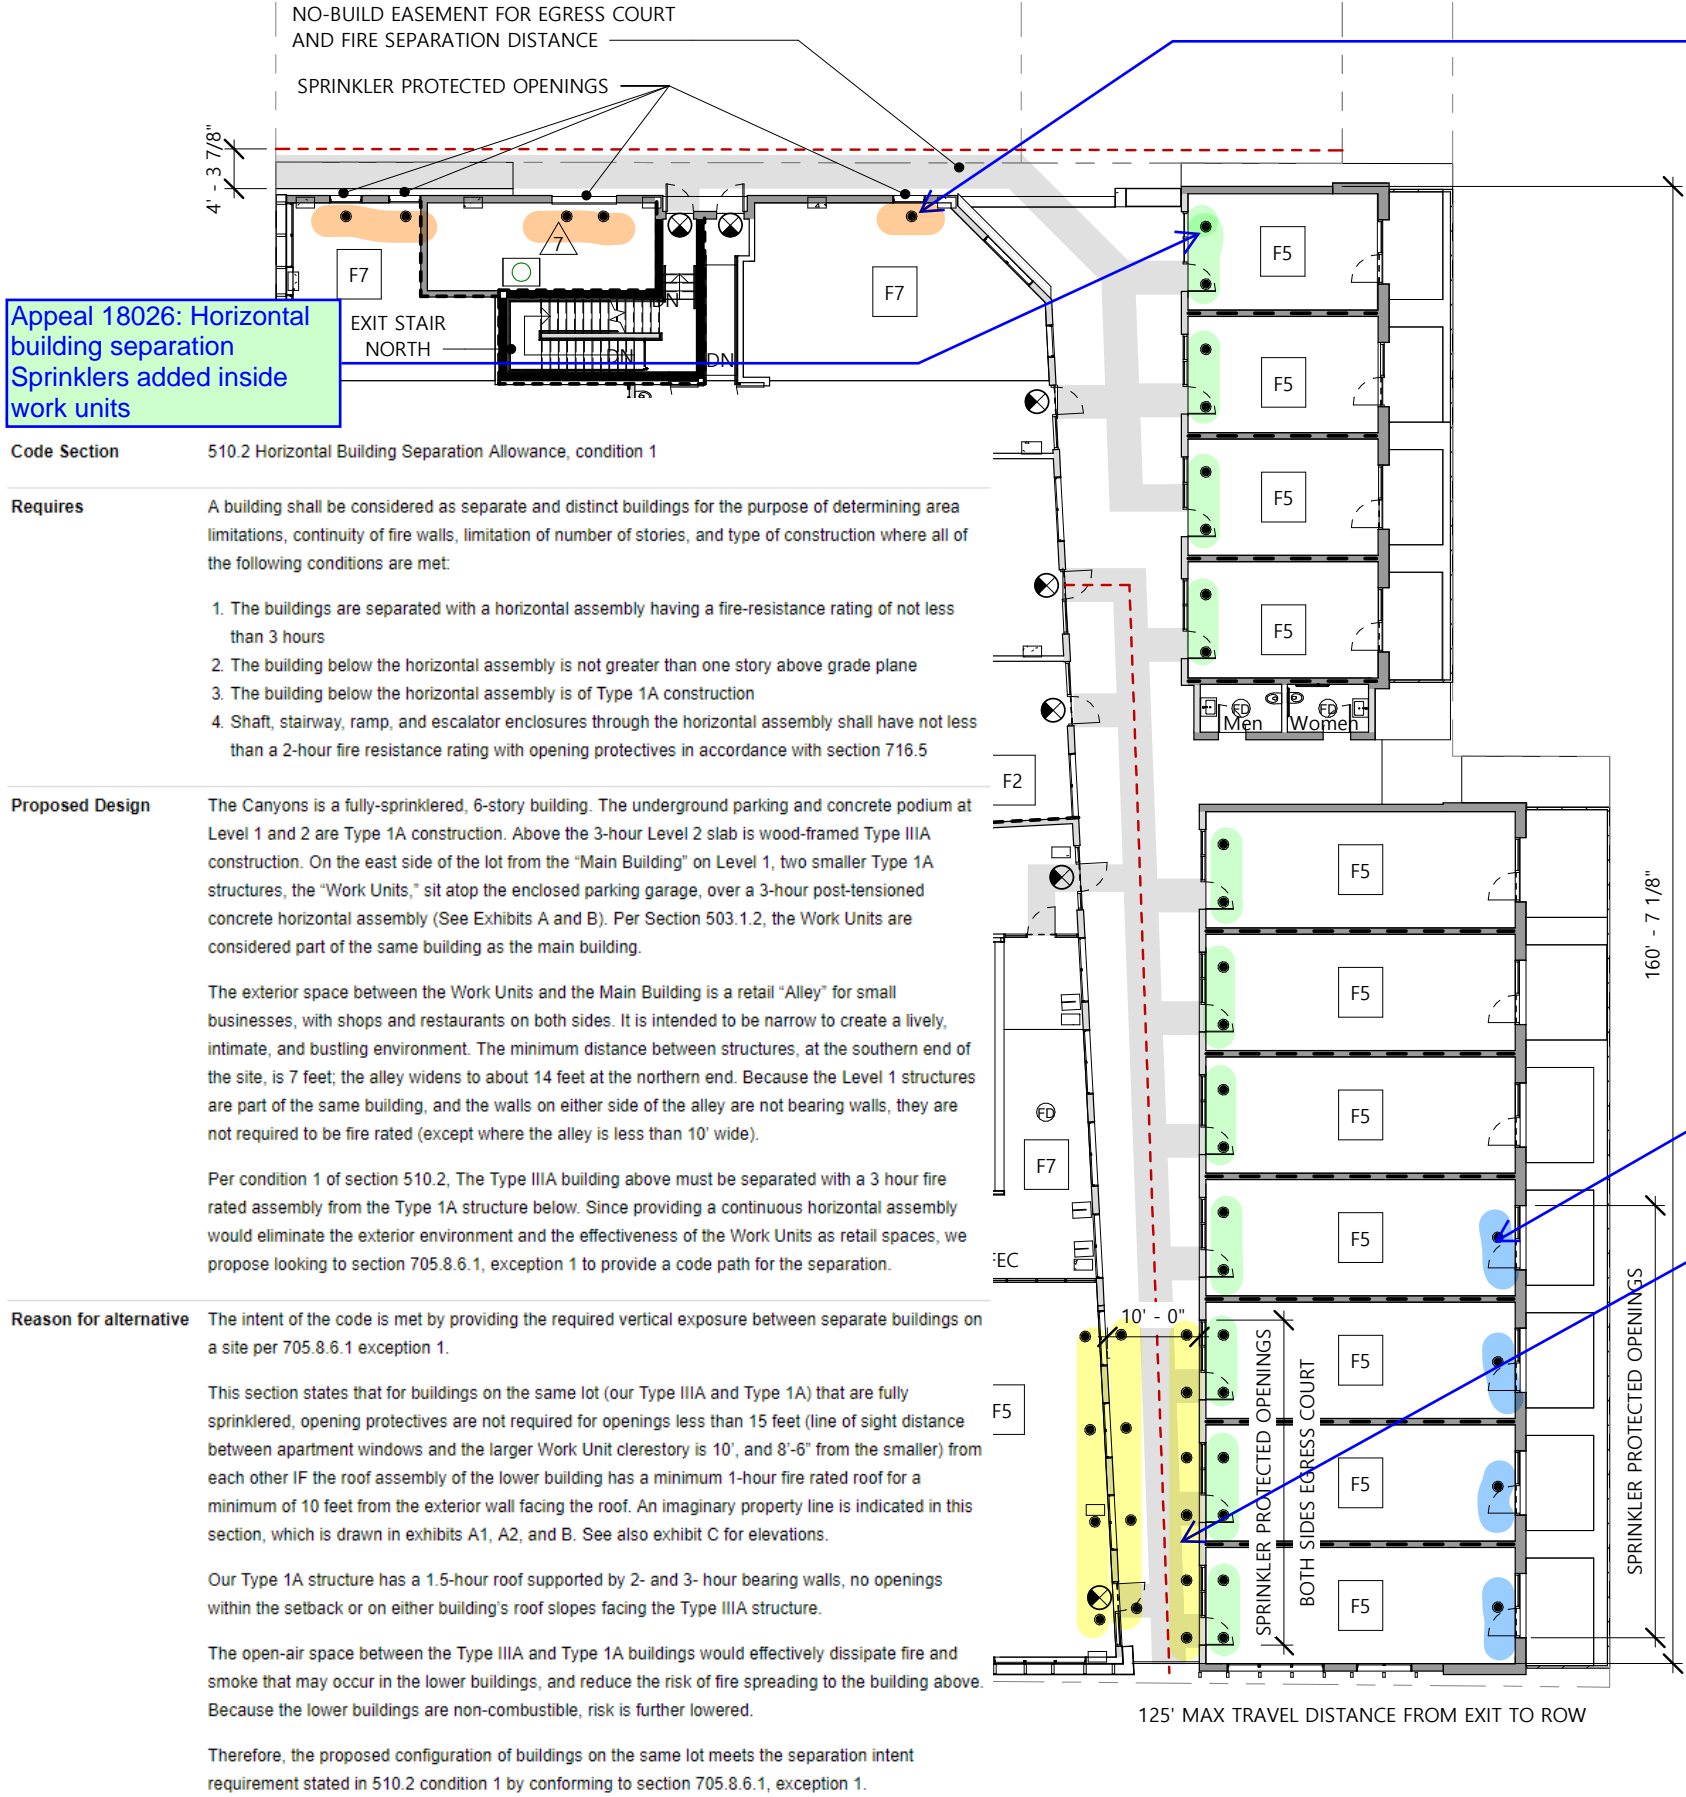 NO-BUILD EASEMENT FOR EGRESS COURT
AND FIRE SEPARATION DISTANCE
SPRINKLER PROTECTED OPENINGS
4' - 3 7/8"
7
F7
F7
F5
EXIT STAIR
NORTH
DN
DN
DN
Appeal 18026: Horizontal
building separation
Sprinklers added inside
work units
Code Section
510.2 Horizontal Building Separation Allowance, condition 1
Requires
A building shall be considered as separate and distinct buildings for the purpose of determining area
limitations, continuity of fire walls, limitation of number of stories, and type of construction where all of
the following conditions are met:
1. The buildings are separated with a horizontal assembly having a fire-resistance rating of not less
than 3 hours
2. The building below the horizontal assembly is not greater than one story above grade plane
3. The building below the horizontal assembly is of Type 1A construction
4. Shaft, stairway, ramp, and escalator enclosures through the horizontal assembly shall have not less
than a 2-hour fire resistance rating with opening protectives in accordance with section 716.5
Proposed Design
The Canyons is a fully-sprinklered, 6-story building. The underground parking and concrete podium at
Level 1 and 2 are Type 1A construction. Above the 3-hour Level 2 slab is wood-framed Type IIIA
construction. On the east side of the lot from the “Main Building” on Level 1, two smaller Type 1A
structures, the “Work Units,” sit atop the enclosed parking garage, over a 3-hour post-tensioned
concrete horizontal assembly (See Exhibits A and B). Per Section 503.1.2, the Work Units are
considered part of the same building as the main building.
The exterior space between the Work Units and the Main Building is a retail “Alley” for small
businesses, with shops and restaurants on both sides. It is intended to be narrow to create a lively,
intimate, and bustling environment. The minimum distance between structures, at the southern end of
the site, is 7 feet; the alley widens to about 14 feet at the northern end. Because the Level 1 structures
are part of the same building, and the walls on either side of the alley are not bearing walls, they are
not required to be fire rated (except where the alley is less than 10’ wide).
Per condition 1 of section 510.2, The Type IIIA building above must be separated with a 3 hour fire
rated assembly from the Type 1A structure below. Since providing a continuous horizontal assembly
would eliminate the exterior environment and the effectiveness of the Work Units as retail spaces, we
propose looking to section 705.8.6.1, exception 1 to provide a code path for the separation.
Reason for alternative
The intent of the code is met by providing the required vertical exposure between separate buildings on
a site per 705.8.6.1 exception 1.
This section states that for buildings on the same lot (our Type IIIA and Type 1A) that are fully
sprinklered, opening protectives are not required for openings less than 15 feet (line of sight distance
between apartment windows and the larger Work Unit clerestory is 10’, and 8’-6” from the smaller) from
each other IF the roof assembly of the lower building has a minimum 1-hour fire rated roof for a
minimum of 10 feet from the exterior wall facing the roof. An imaginary property line is indicated in this
section, which is drawn in exhibits A1, A2, and B. See also exhibit C for elevations.
Our Type 1A structure has a 1.5-hour roof supported by 2- and 3- hour bearing walls, no openings
within the setback or on either building’s roof slopes facing the Type IIIA structure.
The open-air space between the Type IIIA and Type 1A buildings would effectively dissipate fire and
smoke that may occur in the lower buildings, and reduce the risk of fire spreading to the building above.
Because the lower buildings are non-combustible, risk is further lowered.
Therefore, the proposed configuration of buildings on the same lot meets the separation intent
requirement stated in 510.2 condition 1 by conforming to section 705.8.6.1, exception 1.
F5
F5
F5
FD
FD
Men
Women
F2
F5
F5
F5
FD
F7
F5
FEC
F5
F5
F5
F5
10' - 0"
SPRINKLER PROTECTED OPENINGS
BOTH SIDES EGRESS COURT
SPRINKLER PROTECTED OPENINGS
160' - 7 1/8"
125' MAX TRAVEL DISTANCE FROM EXIT TO ROW